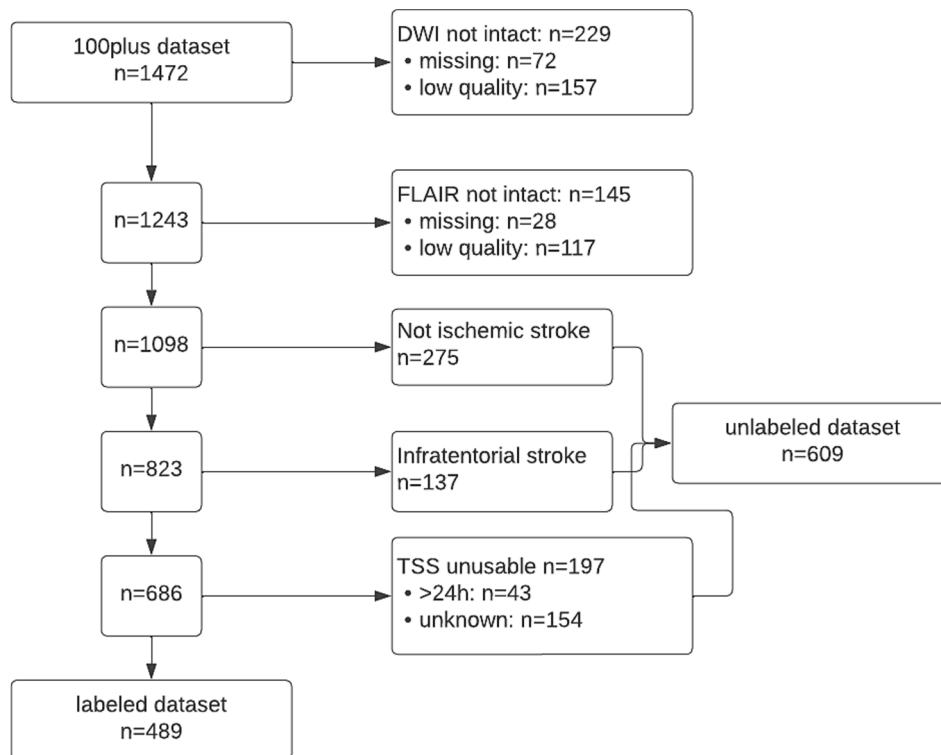 100plus dataset
n=1472
DWI not intact: n=229
• missing: n=72
• low quality: n=157
n=1243
FLAIR not intact: n=145
• missing: n=28
• low quality: n=117
n=1098
Not ischemic stroke
n=275
n=823
Infratentorial stroke
n=137
unlabeled dataset
n=609
n=686
TSS unusable n=197
• >24h: n=43
• unknown: n=154
labeled dataset
n=489